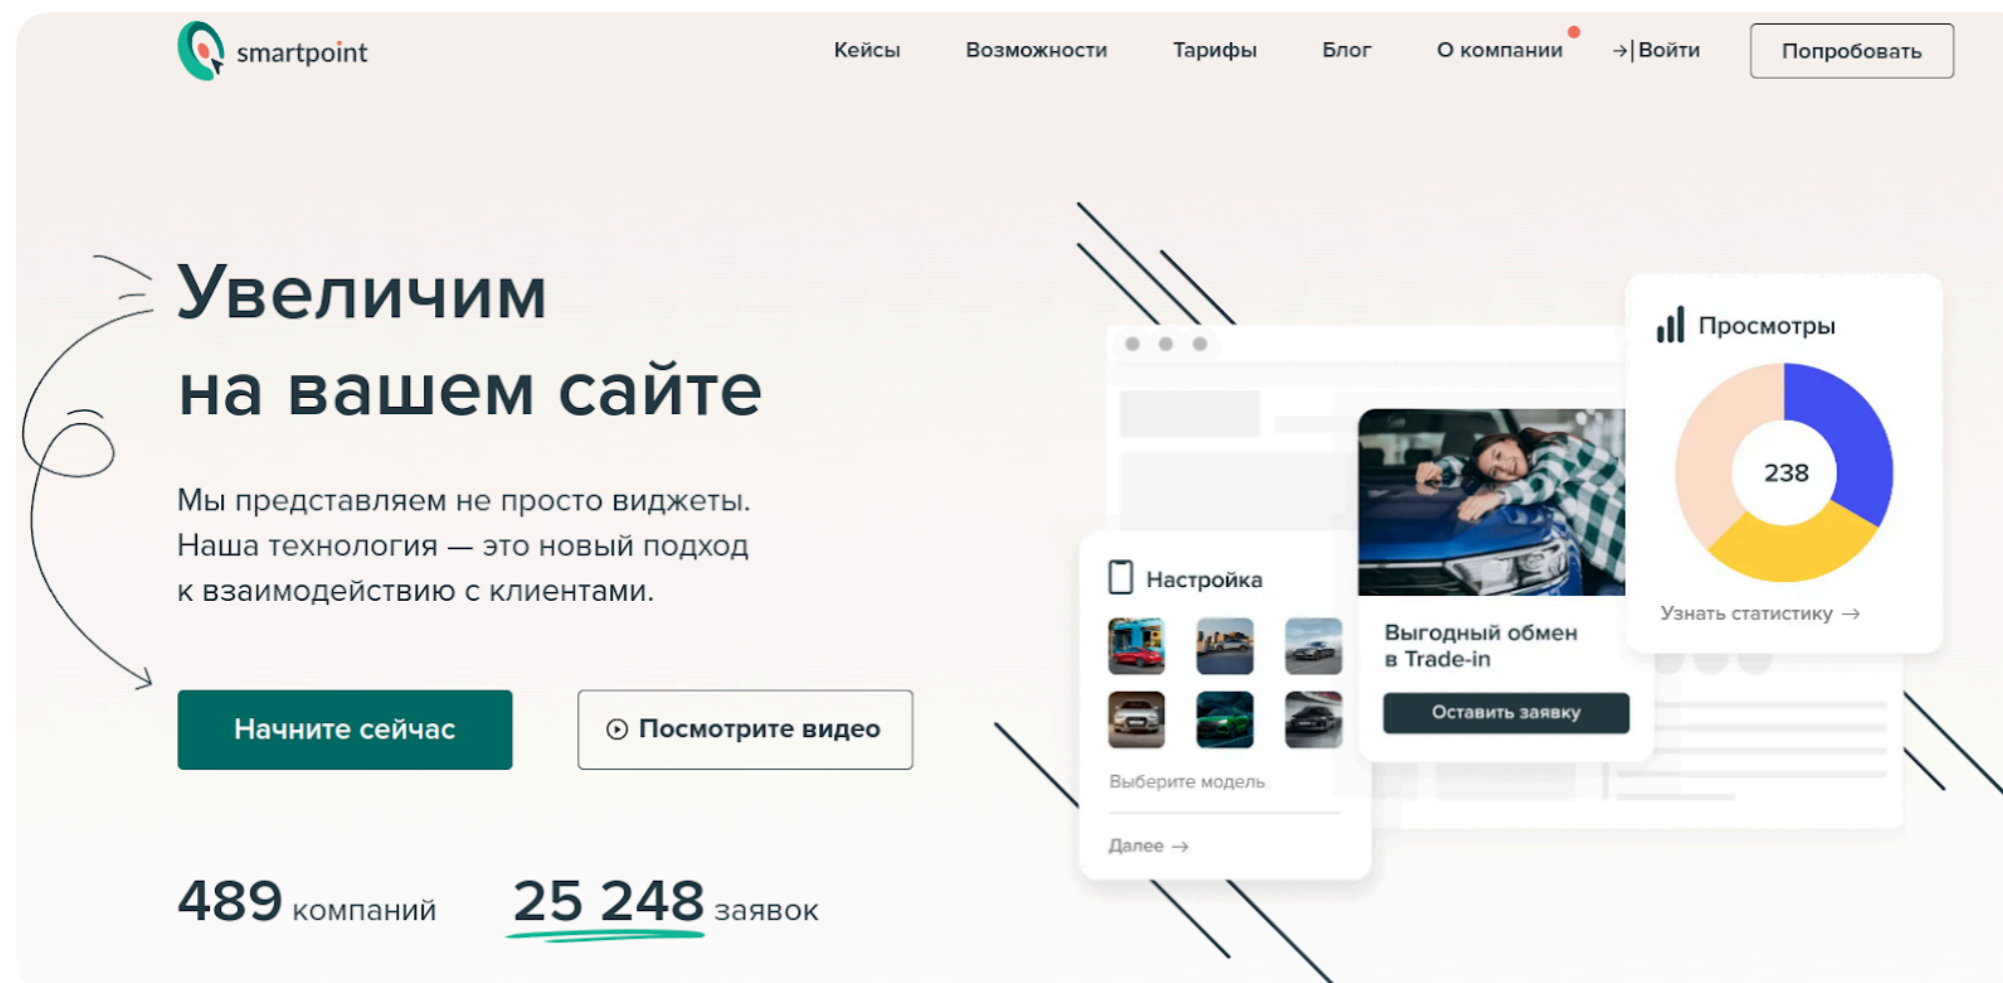 smartpoint
Кейсы
Возможности
Тарифы
Блог
О компании
Войти
Попробовать
Увеличим
на вашем сайте
Мы представляем не просто виджеты.
Наша технология — это новый подход
к взаимодействию с клиентами.
Начните сейчас
Посмотрите видео
489 компаний
25 248 заявок
Настройка
Выберите модель
Далее →
Выгодный обмен
в Trade-in
Оставить заявку
Просмотры
238
Узнать статистику →